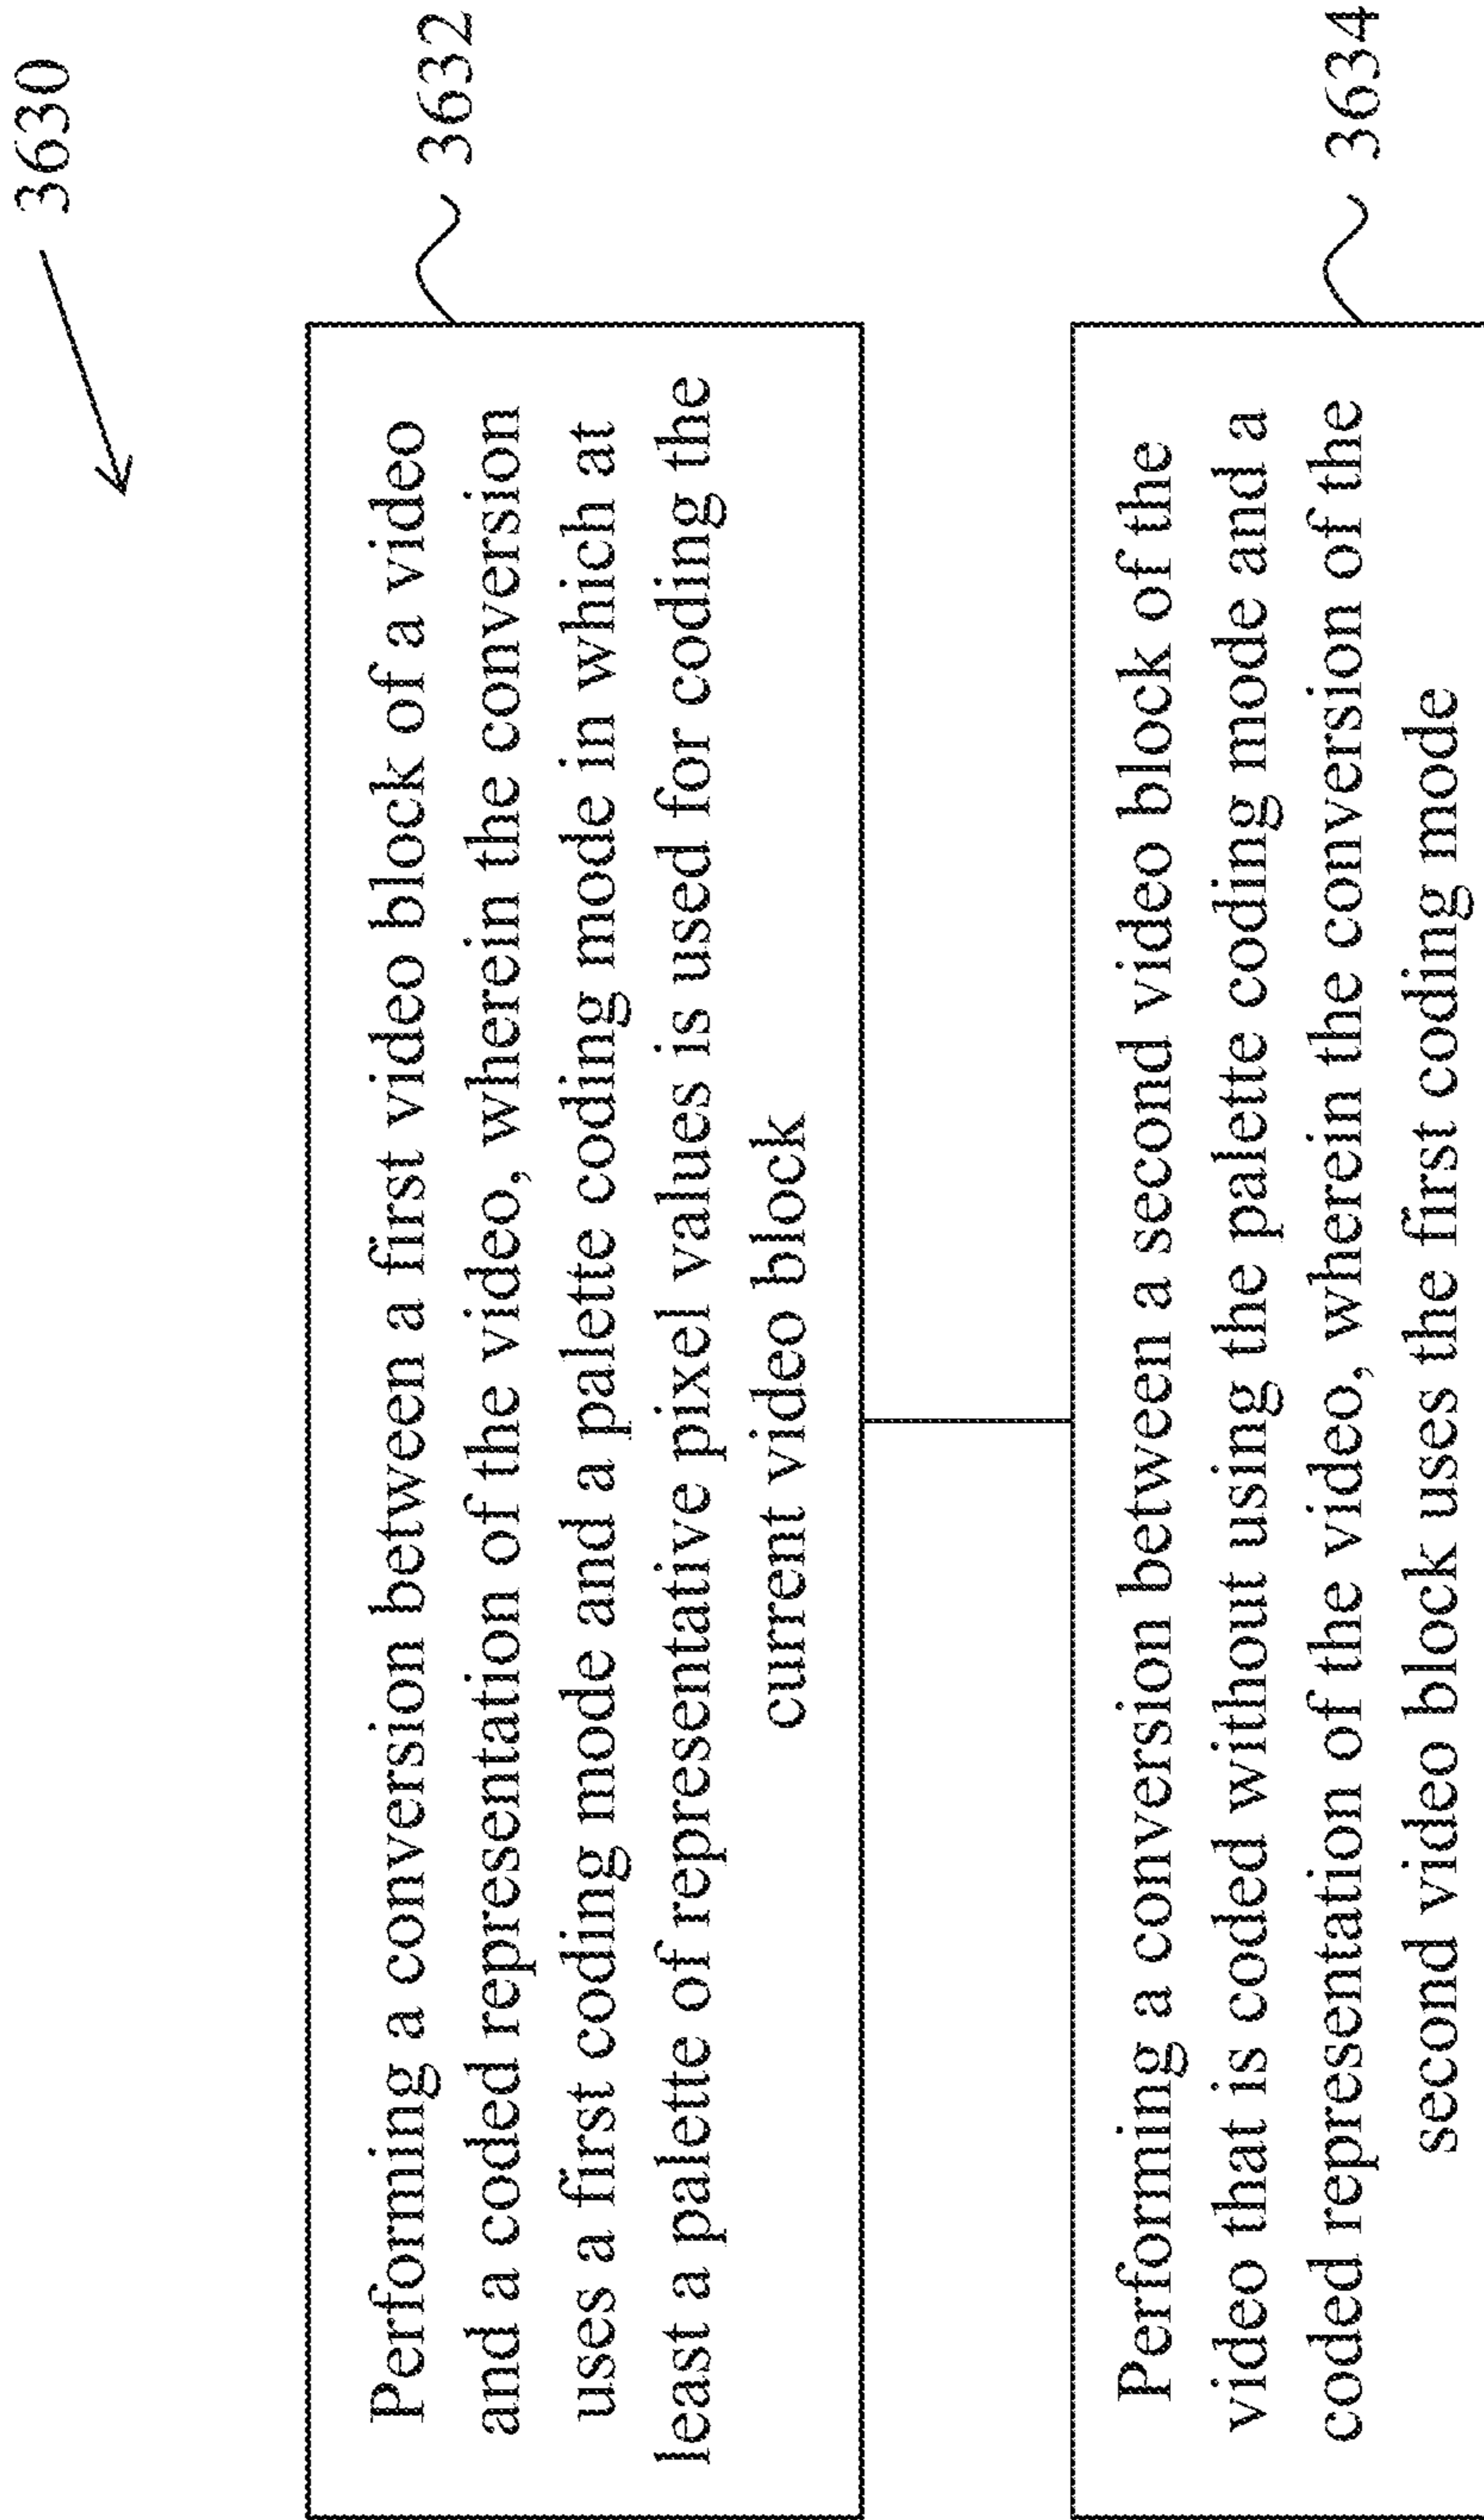 3630
Performing a conversion between a first video block of a video
and a coded representation of the video, wherein the conversion
uses a first coding mode and a palette coding mode in which at
least a palette of representative pixel values is used for coding the
current video block
3632
Performing a conversion between a second video block of the
video that is coded without using the palette coding mode and a
coded representation of the video, wherein the conversion of the
second video block uses the first coding mode
3634